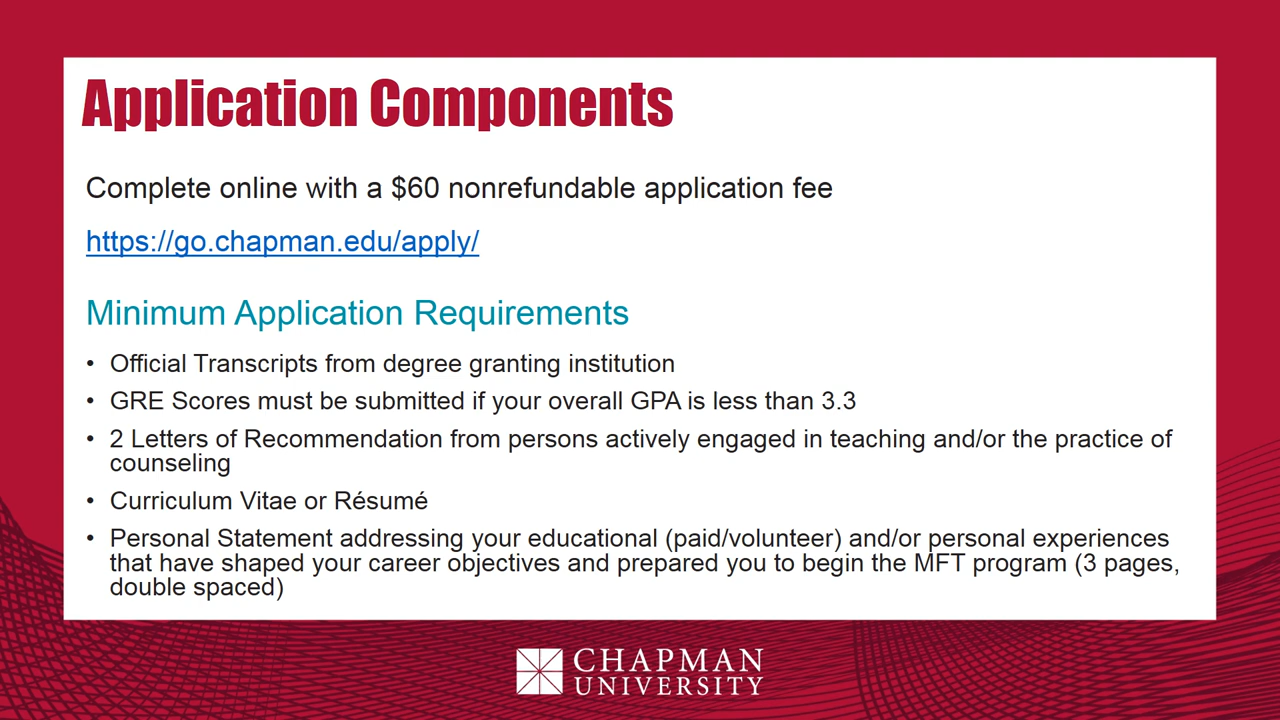 Application Components
Complete online with a $60 nonrefundable application fee
https://go.chapman.edu/apply/
Minimum Application Requirements
• Official Transcripts from degree granting institution
• GRE Scores must be submitted if your overall GPA is less than 3.3
• 2 Letters of Recommendation from persons actively engaged in teaching and/or the practice of
counseling
• Curriculum Vitae or Résumé
• Personal Statement addressing your educational (paid/volunteer) and/or personal experiences
that have shaped your career objectives and prepared you to begin the MFT program (3 pages,
double spaced)
CHAPMAN
UNIVERSITY